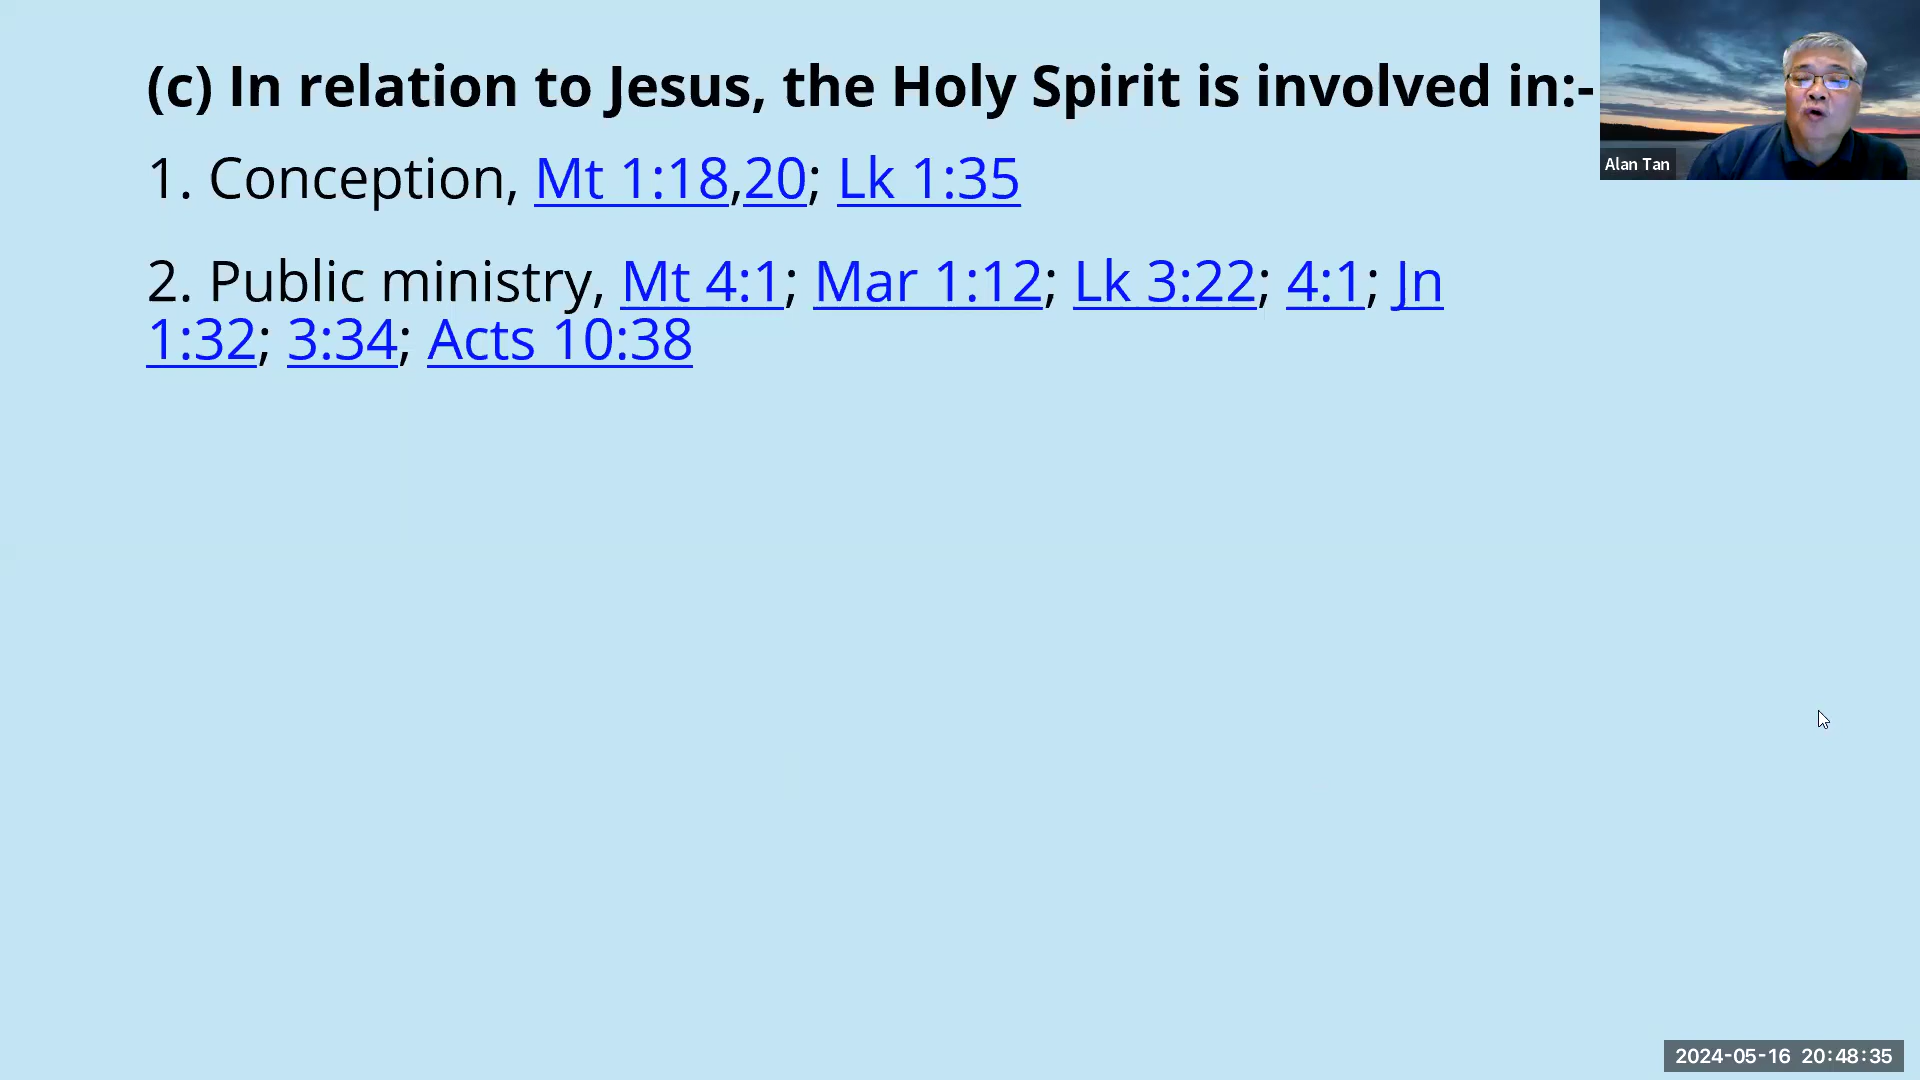 (c) In relation to Jesus, the Holy Spirit is involved in:-
1. Conception, Mt 1:18,20; Lk 1:35
2. Public ministry, Mt 4:1; Mar 1:12; Lk 3:22; 4:1; Jn
1:32; 3:34; Acts 10:38
Alan Tan
2024-05-16 20:48:35